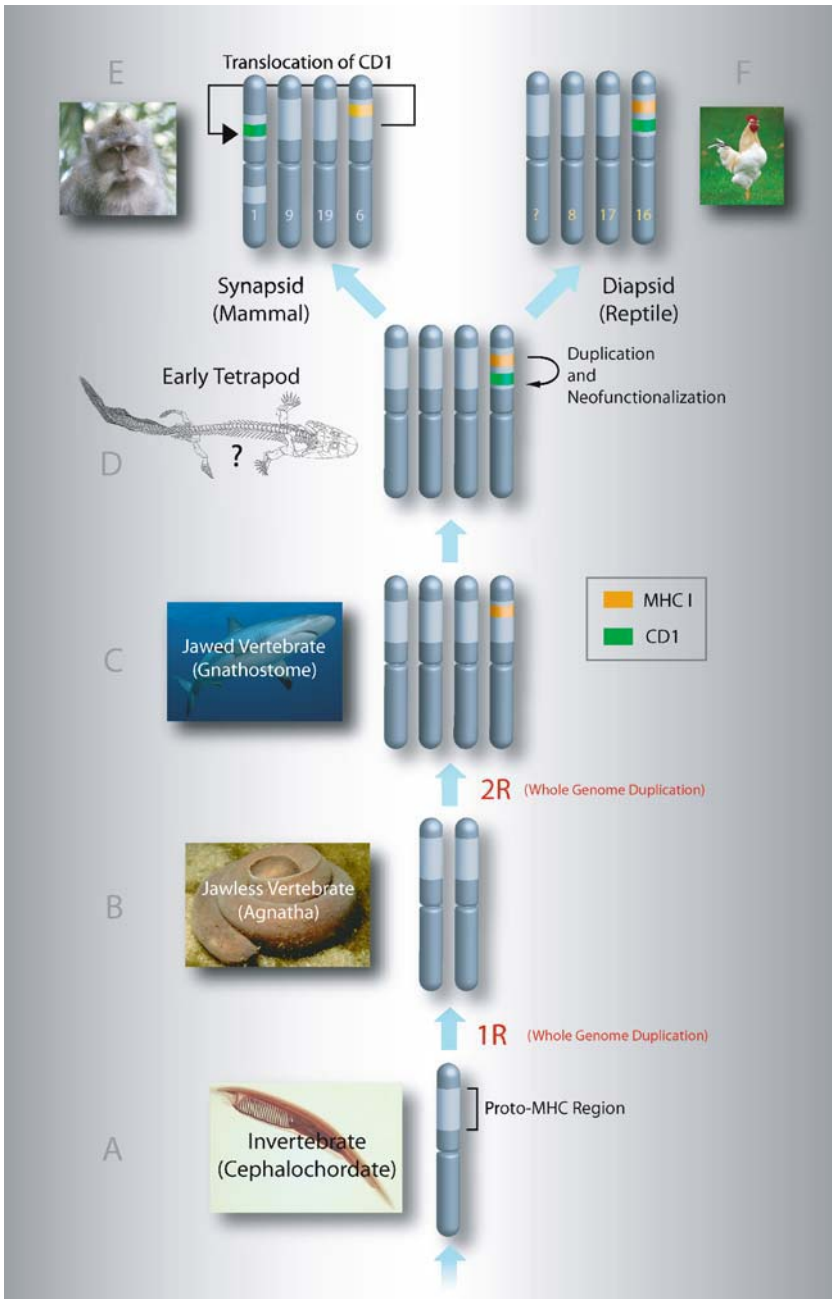 E
Translocation of CD1
F
1 9 19 6
? 8 17 16
Synapsid
(Mammal)
Diapsid
(Reptile)
Early Tetrapod
?
D
Duplication
and
Neofunctionalization
C
Jawed Vertebrate
(Gnathostome)
MHC I
CD1
2R (Whole Genome Duplication)
B
Jawless Vertebrate
(Agnatha)
1R (Whole Genome Duplication)
A
Invertebrate
(Cephalochordate)
Proto-MHC Region